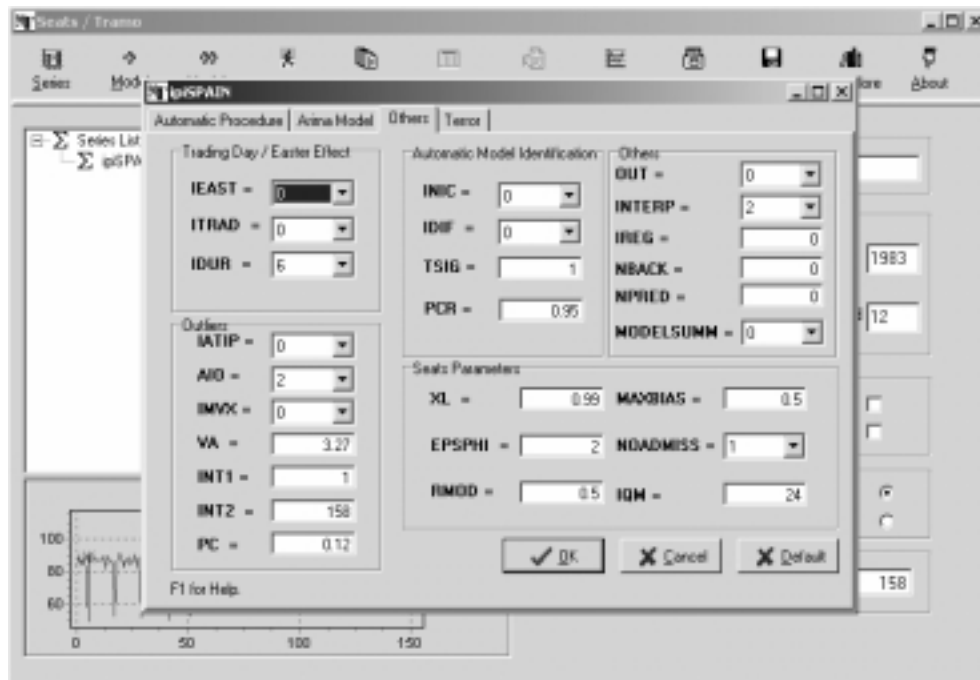 Seats / Tramo
Series
About
ipiSPAIN
Automatic Procedure
Arima Model
Others
Terror
Series List
Trading Day / Easter Effect
IEAST = 0
ITRAD = 0
IDUR = 6
Automatic Model Identification
INIC = 0
IDIF = 0
TSIG = 1
PCR = 0.95
Others
OUT = 0
INTERP = 2
IREG = 0
NBACK = 0
NPRED = 0
MODELSUMM = 0
1983
12
Outliers
IATIP = 0
AIO = 2
IMVX = 0
VA = 3.27
INT1 = 1
INT2 = 158
PC = 0.12
Seats Parameters
XL = 0.99
MAXBIAS = 0.5
EPSPHI = 2
NOADMISS = 1
RMOD = 0.5
IQM = 24
OK
Cancel
Default
F1 for Help.
158
100
80
60
0
50
100
150